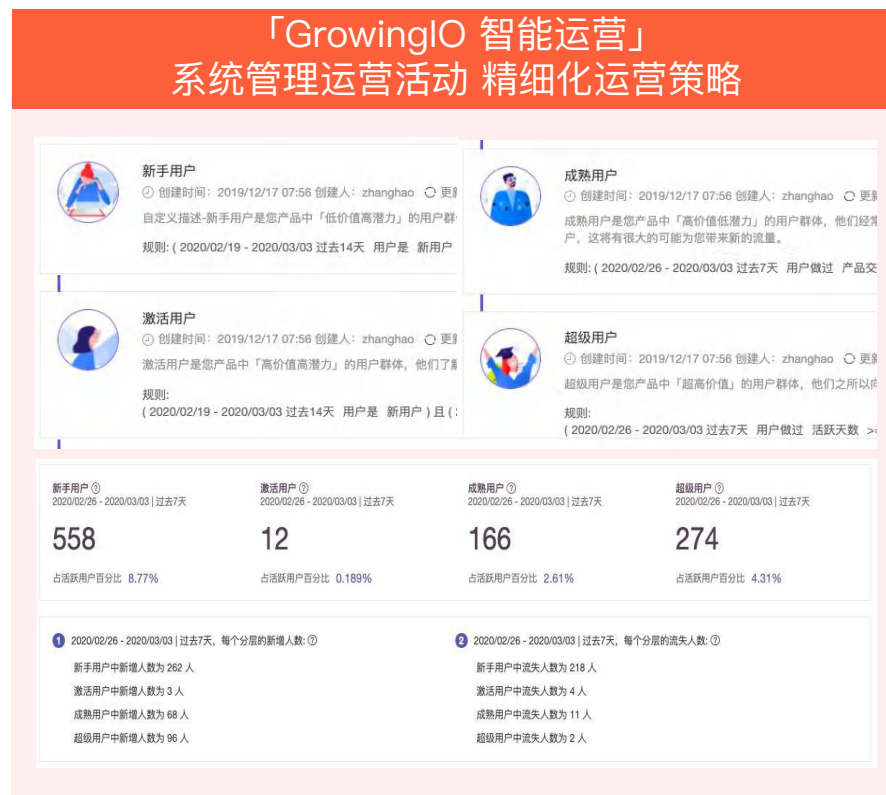 「GrowingIO 智能运营」
系统管理运营活动 精细化运营策略
新手用户
创建时间：2019/12/17 07:56 创建人：zhanghao 更新
自定义描述-新手用户是您产品中「低价值高潜力」的用户群
规则: ( 2020/02/19 - 2020/03/03 过去14天 用户是 新用户
激活用户
创建时间：2019/12/17 07:56 创建人：zhanghao 更新
激活用户是您产品中「高价值高潜力」的用户群体，他们了解
规则:
( 2020/02/19 - 2020/03/03 过去14天 用户是 新用户 ) 且 (
成熟用户
创建时间：2019/12/17 07:56 创建人：zhanghao 更新
成熟用户是您产品中「高价值低潜力」的用户群体，他们经常
户，这将有很大的可能为您带来新的流量。
规则: ( 2020/02/26 - 2020/03/03 过去7天 用户做过 产品交
超级用户
创建时间：2019/12/17 07:56 创建人：zhanghao 更新
超级用户是您产品中「超高价值」的用户群体，他们之所以向
规则:
( 2020/02/26 - 2020/03/03 过去7天 用户做过 活跃天数 >=
新手用户 激活用户 成熟用户 超级用户
2020/02/26 - 2020/03/03 | 过去7天 2020/02/26 - 2020/03/03 | 过去7天 2020/02/26 - 2020/03/03 | 过去7天 2020/02/26 - 2020/03/03 | 过去7天
558 12 166 274
占活跃用户百分比 8.77% 占活跃用户百分比 0.189% 占活跃用户百分比 2.61% 占活跃用户百分比 4.31%
1 2020/02/26 - 2020/03/03 | 过去7天，每个分层的新增人数:
新手用户中新增人数为 262 人
激活用户中新增人数为 3 人
成熟用户中新增人数为 68 人
超级用户中新增人数为 96 人
2 2020/02/26 - 2020/03/03 | 过去7天，每个分层的流失人数:
新手用户中流失人数为 218 人
激活用户中流失人数为 4 人
成熟用户中流失人数为 11 人
超级用户中流失人数为 2 人